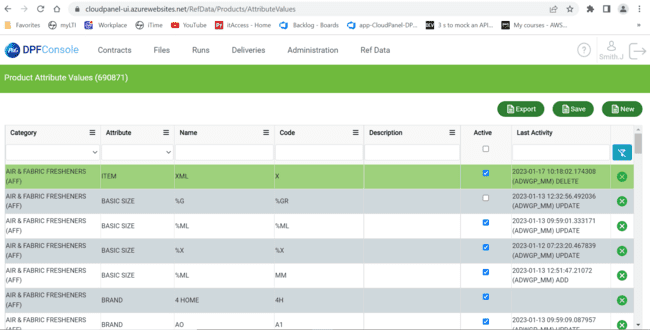 cloudpanel-ui.azurewebsites.net/RefData/Products/AttributeValues
Favorites
myLTI
Workplace
iTime
YouTube
itAccess - Home
Backlog - Boards
app-CloudPanel-DP...
3 s to mock an API...
My courses - AWS...
P&G DPFConsole
Contracts
Files
Runs
Deliveries
Administration
Ref Data
Smith.J
Product Attribute Values (690871)
Export
Save
New
Category Attribute Name Code Description Active Last Activity
AIR & FABRIC FRESHENERS (AFF) ITEM XML X 2023-01-17 10:18:02.174308
(ADWGP_MM) DELETE
AIR & FABRIC FRESHENERS (AFF) BASIC SIZE %G %GR 2023-01-13 12:32:56.492036
(ADWGP_MM) UPDATE
AIR & FABRIC FRESHENERS (AFF) BASIC SIZE %ML %ML 2023-01-13 09:59:01.333171
(ADWGP_MM) UPDATE
AIR & FABRIC FRESHENERS (AFF) BASIC SIZE %X %X 2023-01-12 07:23:20.467839
(ADWGP_MM) UPDATE
AIR & FABRIC FRESHENERS (AFF) BASIC SIZE %ML MM 2023-01-13 12:51:47.21072
(ADWGP_MM) ADD
AIR & FABRIC FRESHENERS (AFF) BRAND 4 HOME 4H
AIR & FABRIC FRESHENERS (AFF) BRAND A0 A1 2023-01-13 09:59:09.087957
(ADWGP_MM) UPDATE